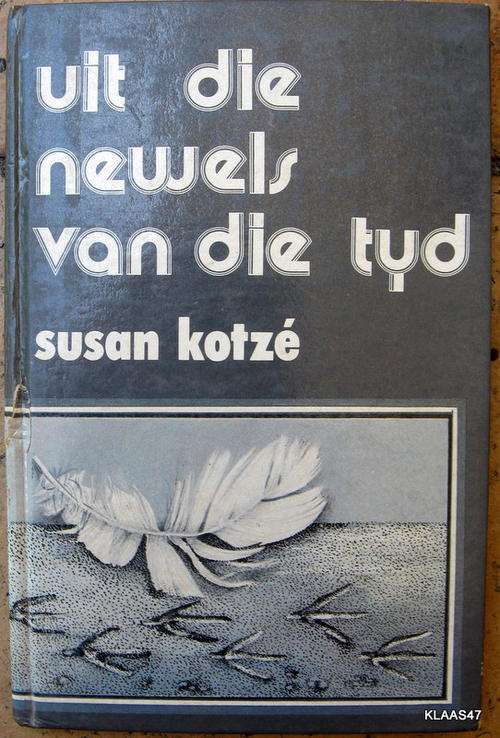 uit die
newels
van die tyd
susan kotzé
KLAAS47